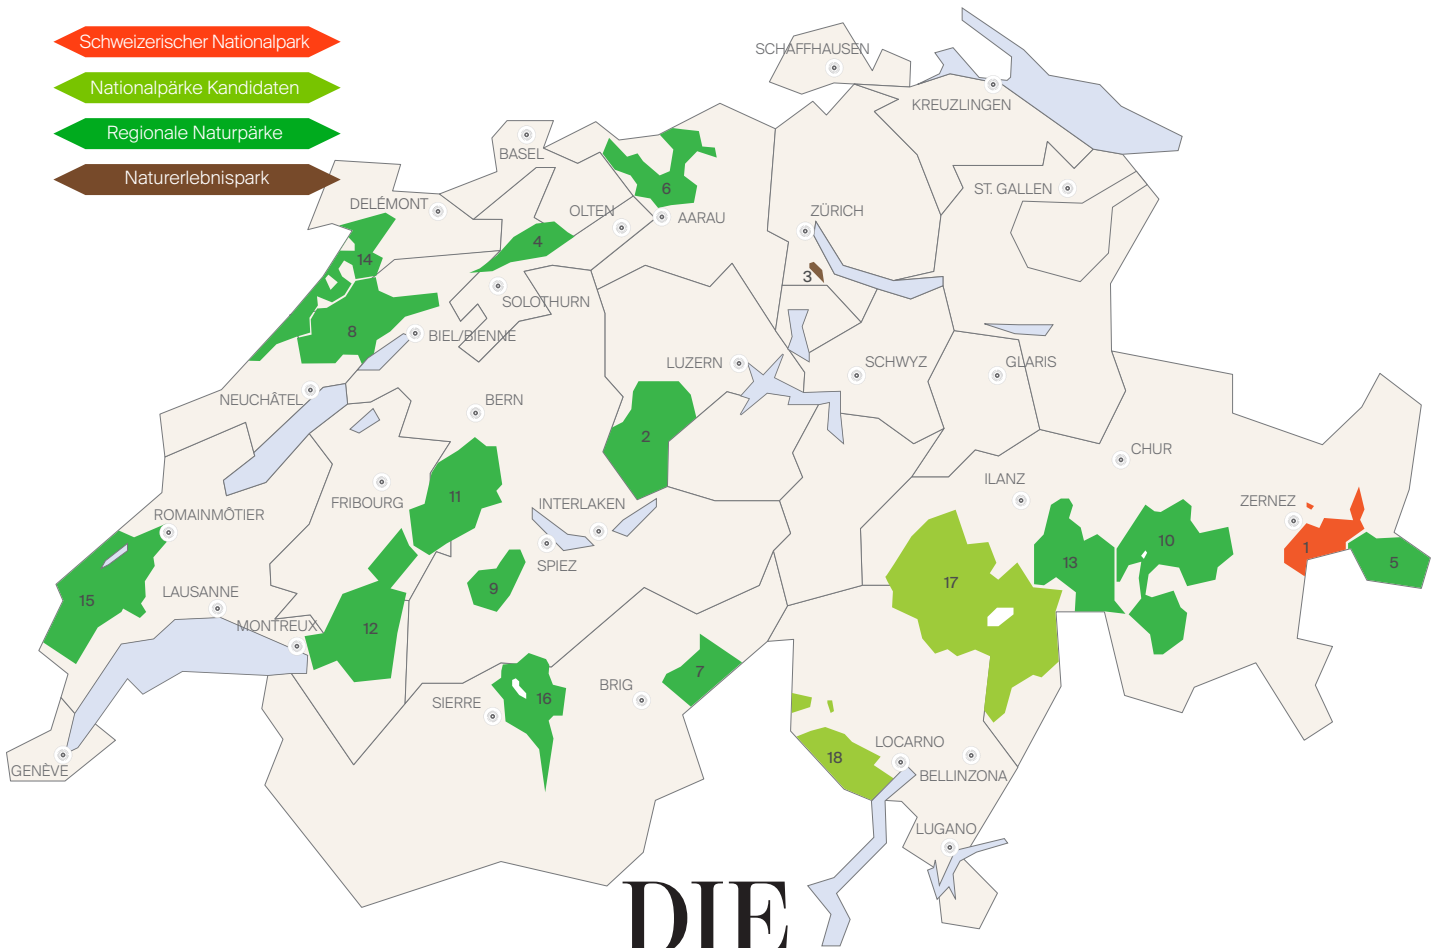 Schweizerischer Nationalpark
Nationalpärke Kandidaten
Regionale Naturpärke
Naturerlebnispark
SCHAFFHAUSEN
KREUZLINGEN
BASEL
ST. GALLEN
DELÉMONT
OLTEN
6
AARAU
ZÜRICH
4
14
3
SOLOTHURN
8
BIEL/BIENNE
LUZERN
SCHWYZ
GLARIS
NEUCHÂTEL
BERN
2
CHUR
ILANZ
11
FRIBOURG
INTERLAKEN
ZERNEZ
ROMAINMÔTIER
1
10
5
SPIEZ
13
17
9
LAUSANNE
15
MONTREUX
12
7
BRIG
16
SIERRE
LOCARNO
18
BELLINZONA
GENÈVE
LUGANO
DIE